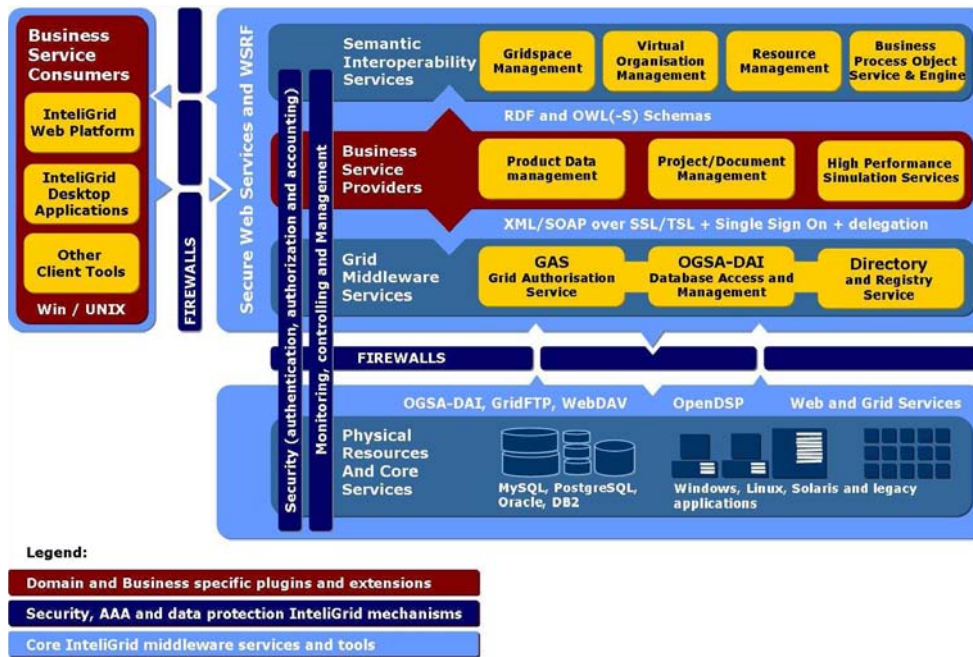 Business
Service
Consumers
InteliGrid
Web Platform
InteliGrid
Desktop
Applications
Other
Client Tools
Win / UNIX
FIREWALLS
Secure Web Services and WSRF
Security (authentication, authorization and accounting)
Monitoring, controlling and Management
Semantic
Interoperability
Services
Gridspace
Management
Virtual
Organisation
Management
Resource
Management
Business
Process Object
Service & Engine
RDF and OWL(-S) Schemas
Business
Service
Providers
Product Data
management
Project/Document
Management
High Performance
Simulation Services
XML/SOAP over SSL/TSL + Single Sign On + delegation
Grid
Middleware
Services
GAS
Grid Authorisation
Service
OGSA-DAI
Database Access and
Management
Directory
and Registry
Service
FIREWALLS
OGSA-DAI, GridFTP, WebDAV
OpenDSP
Web and Grid Services
Physical
Resources
And Core
Services
MySQL, PostgreSQL,
Oracle, DB2
Windows, Linux, Solaris and legacy
applications
Legend:
Domain and Business specific plugins and extensions
Security, AAA and data protection InteliGrid mechanisms
Core InteliGrid middleware services and tools